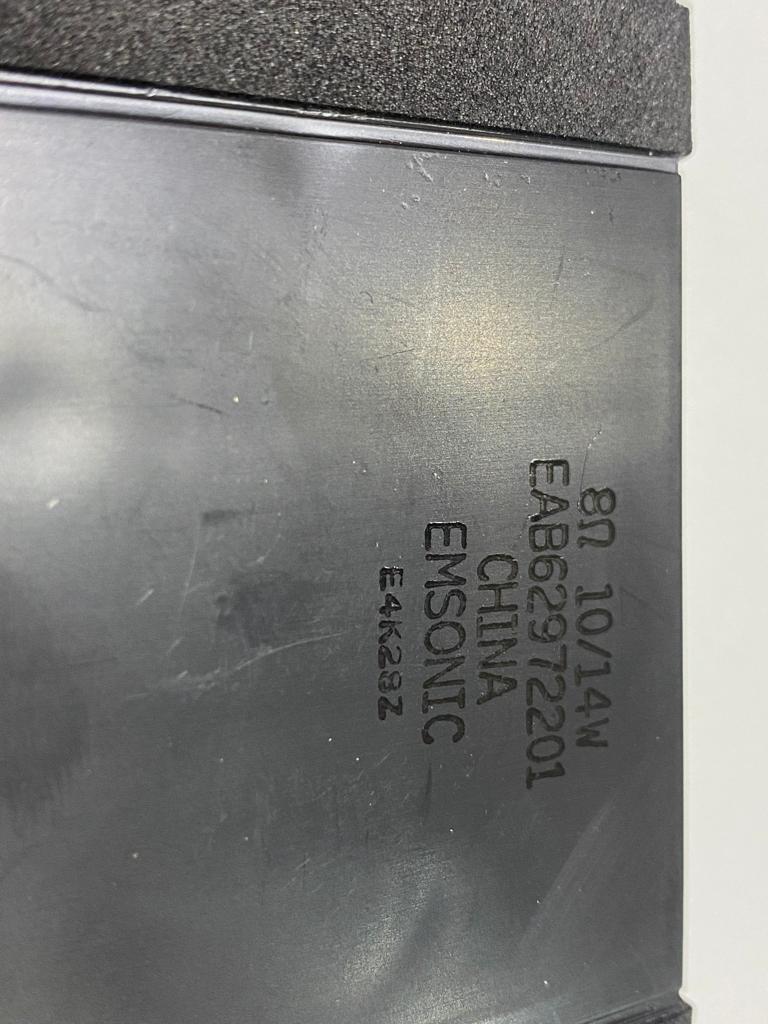 8Ω 10/14W
EAB62972201
CHINA
EMSONIC
E4K28Z